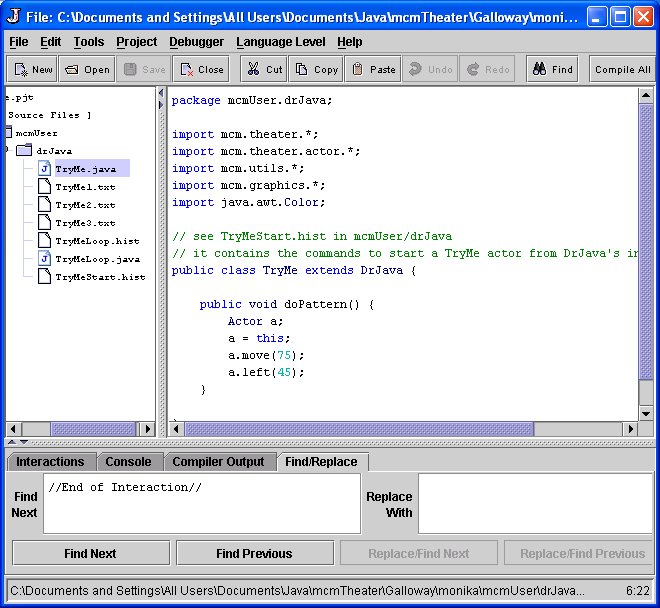 File: C:\Documents and Settings\All Users\Documents\Java\mcmTheater\Galloway\moni...
File Edit Tools Project Debugger Language Level Help
New Open Save Close Cut Copy Paste Undo Redo Find Compile All
e.pjt
Source Files ]
mcmUser
drJava
TryMe.java
TryMe1.txt
TryMe2.txt
TryMe3.txt
TryMeLoop.hist
TryMeLoop.java
TryMeStart.hist
package mcmUser.drJava;
import mcm.theater.*;
import mcm.theater.actor.*;
import mcm.utils.*;
import mcm.graphics.*;
import java.awt.Color;
// see TryMeStart.hist in mcmUser/drJava
// it contains the commands to start a TryMe actor from DrJava's in
public class TryMe extends DrJava {
public void doPattern() {
Actor a;
a = this;
a.move(75);
a.left(45);
}
Interactions Console Compiler Output Find/Replace
Find Next
//End of Interaction//
Replace With
Find Next Find Previous Replace/Find Next Replace/Find Previous
C:\Documents and Settings\All Users\Documents\Java\mcmTheater\Galloway\monika\mcmUser\drJava... 6:22